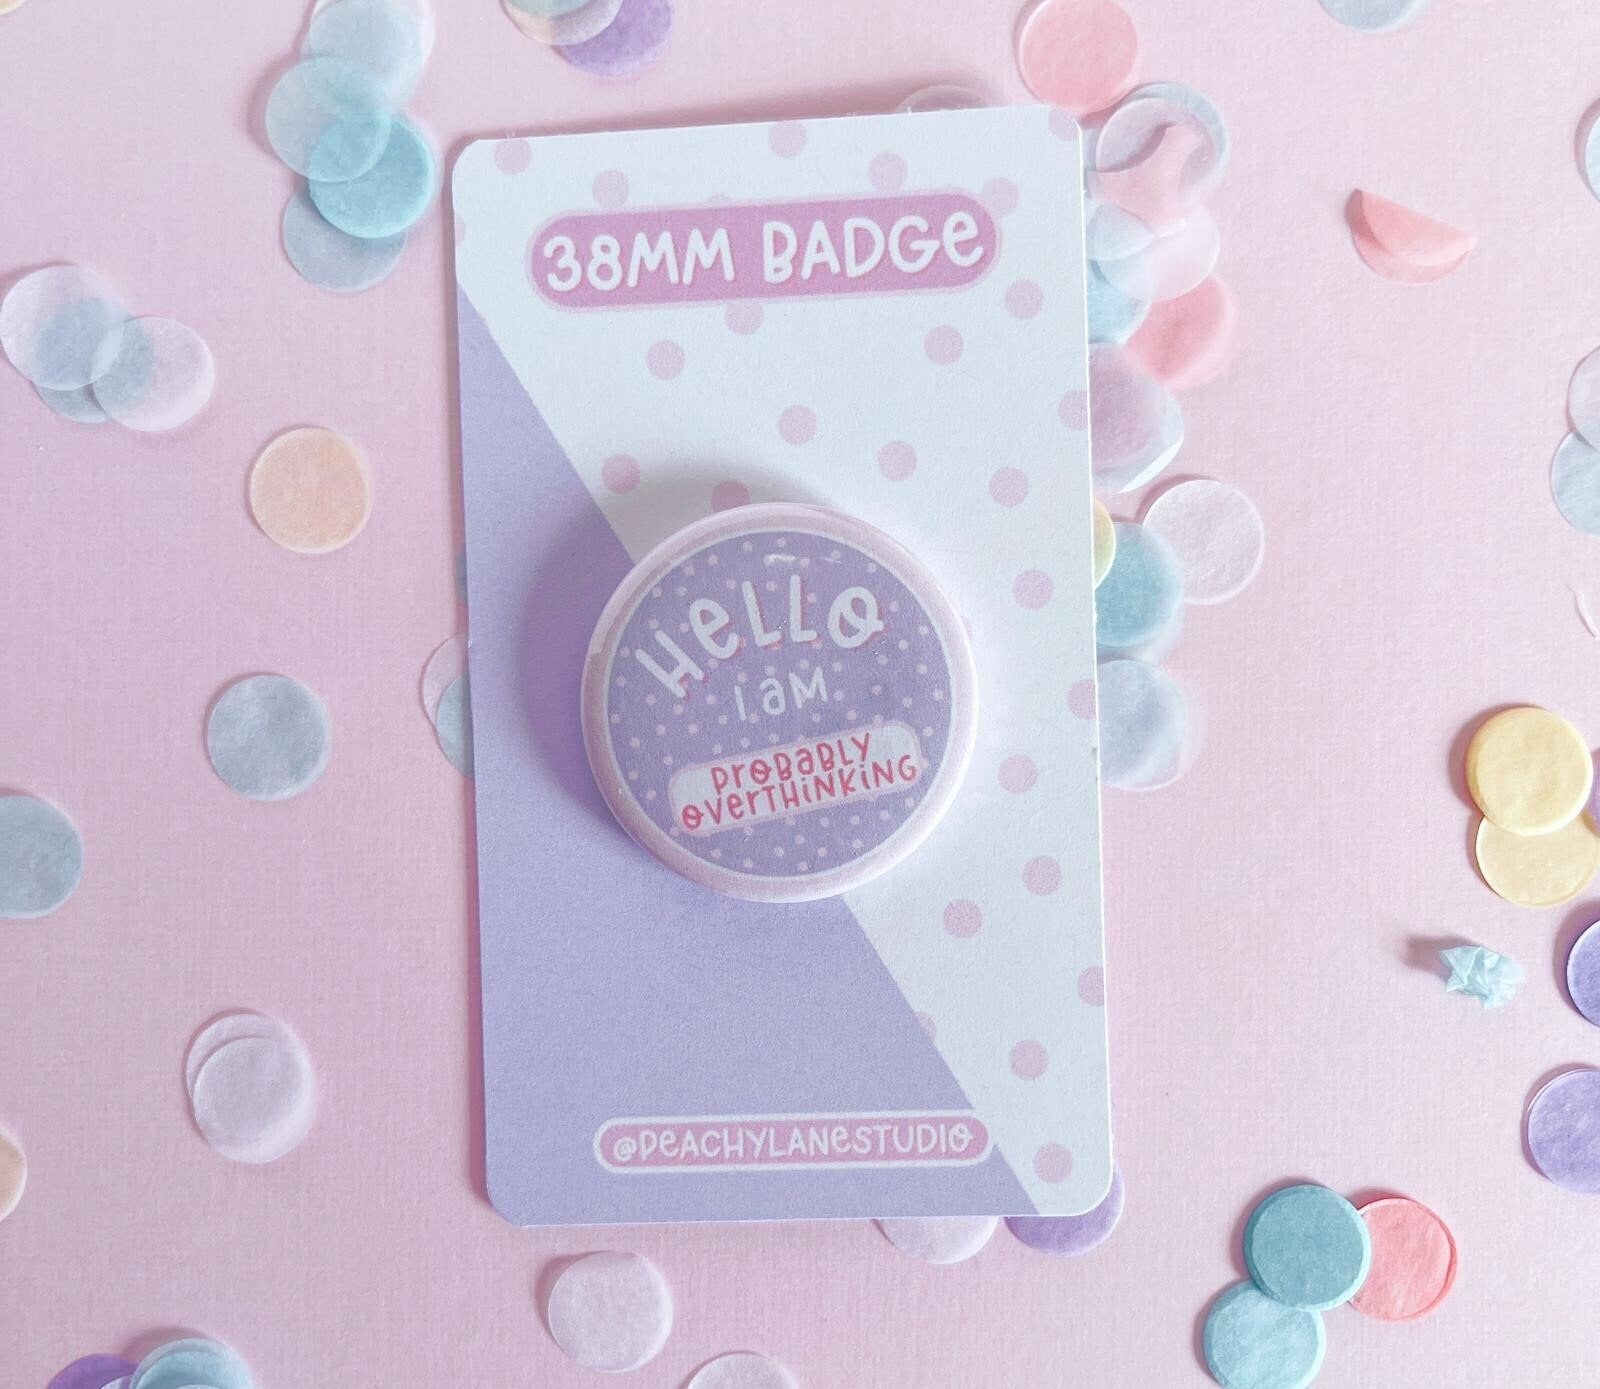 38MM BADGe
HeLLO
i aM
PrOBaBLY
OVerTHiNKiNG
@PEACHYLANESTUDIO